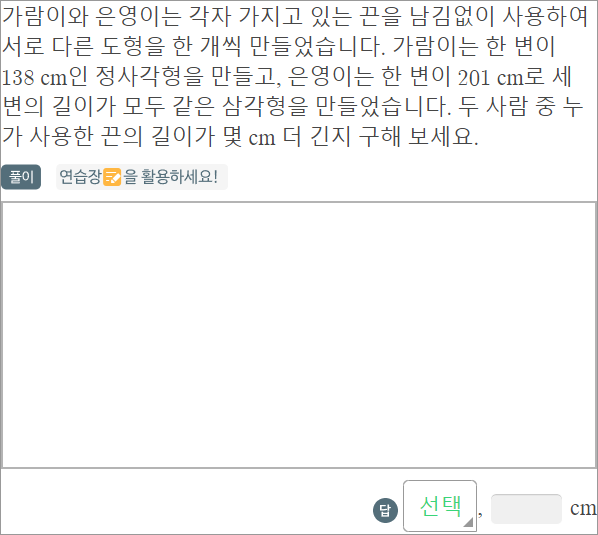 가람이와 은영이는 각자 가지고 있는 끈을 남김없이 사용하여
서로 다른 도형을 한 개씩 만들었습니다. 가람이는 한 변이
138 cm인 정사각형을 만들고, 은영이는 한 변이 201 cm로 세
변의 길이가 모두 같은 삼각형을 만들었습니다. 두 사람 중 누
가 사용한 끈의 길이가 몇 cm 더 긴지 구해 보세요.
풀이 연습장을 활용하세요!
답 선택, cm